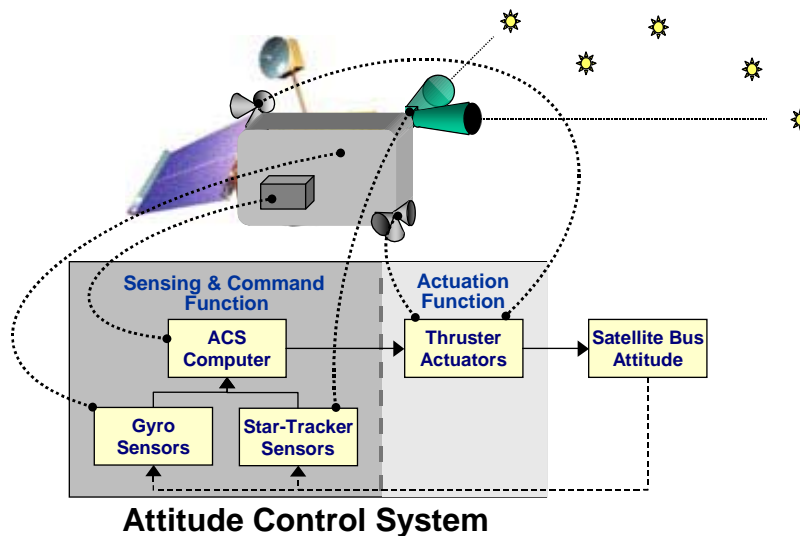 Sensing & Command
Function
Actuation
Function
ACS
Computer
Thruster
Actuators
Satellite Bus
Attitude
Gyro
Sensors
Star-Tracker
Sensors
Attitude Control System